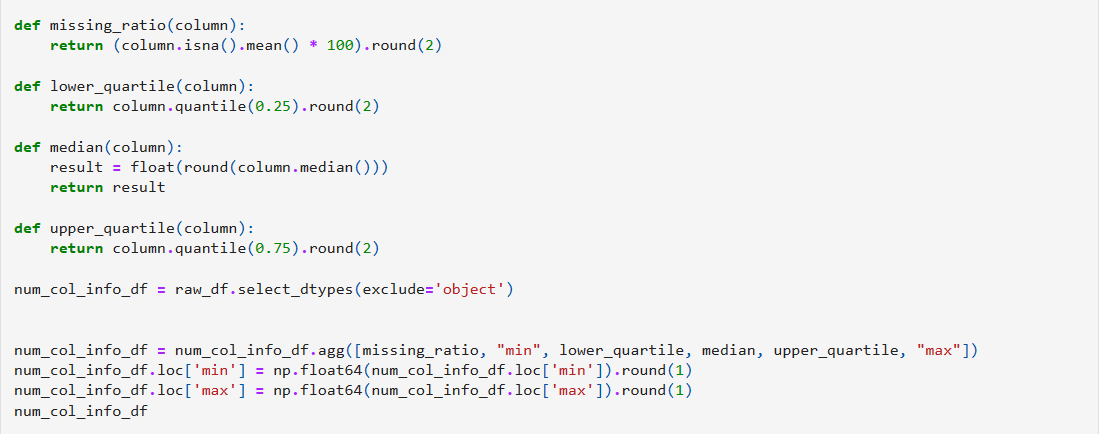 def missing_ratio(column):
    return (column.isna().mean() * 100).round(2)
def lower_quartile(column):
    return column.quantile(0.25).round(2)
def median(column):
    result = float(round(column.median()))
    return result
def upper_quartile(column):
    return column.quantile(0.75).round(2)
num_col_info_df = raw_df.select_dtypes(exclude='object')
num_col_info_df = num_col_info_df.agg([missing_ratio, "min", lower_quartile, median, upper_quartile, "max"])
num_col_info_df.loc['min'] = np.float64(num_col_info_df.loc['min']).round(1)
num_col_info_df.loc['max'] = np.float64(num_col_info_df.loc['max']).round(1)
num_col_info_df